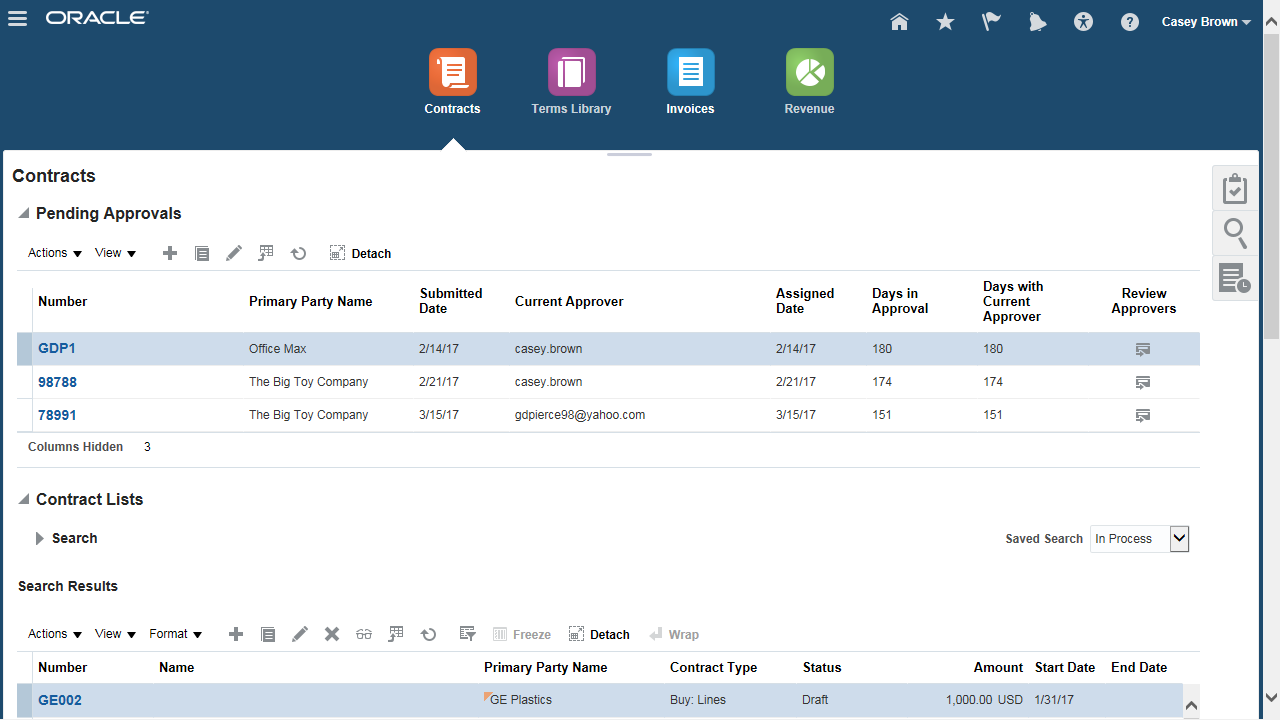 ORACLE
Casey Brown
Contracts
Terms Library
Invoices
Revenue
Contracts
Pending Approvals
Actions View Detach
Number Primary Party Name Submitted Date Current Approver Assigned Date Days in Approval Days with Current Approver Review Approvers
GDP1 Office Max 2/14/17 casey.brown 2/14/17 180 180
98788 The Big Toy Company 2/21/17 casey.brown 2/21/17 174 174
78991 The Big Toy Company 3/15/17 gdpierce98@yahoo.com 3/15/17 151 151
Columns Hidden 3
Contract Lists
Search Saved Search In Process
Search Results
Actions View Format Freeze Detach Wrap
Number Name Primary Party Name Contract Type Status Amount Start Date End Date
GE002 GE Plastics Buy: Lines Draft 1,000.00 USD 1/31/17